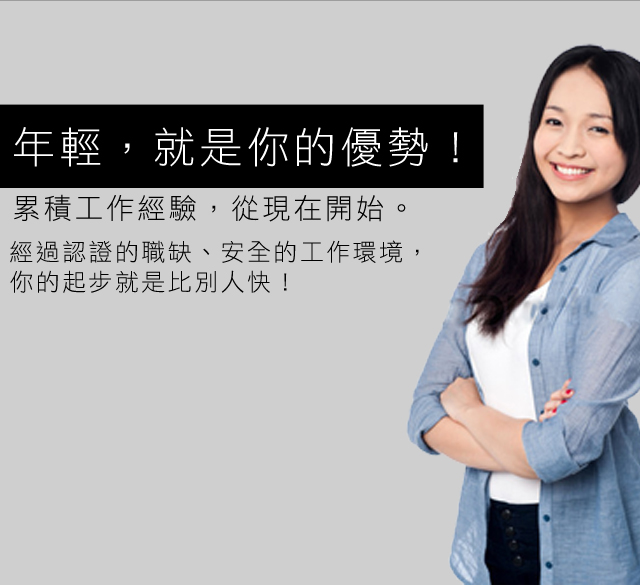 年輕，就是你的優勢！
累積工作經驗，從現在開始。
經過認證的職缺、安全的工作環境，
你的起步就是比別人快！